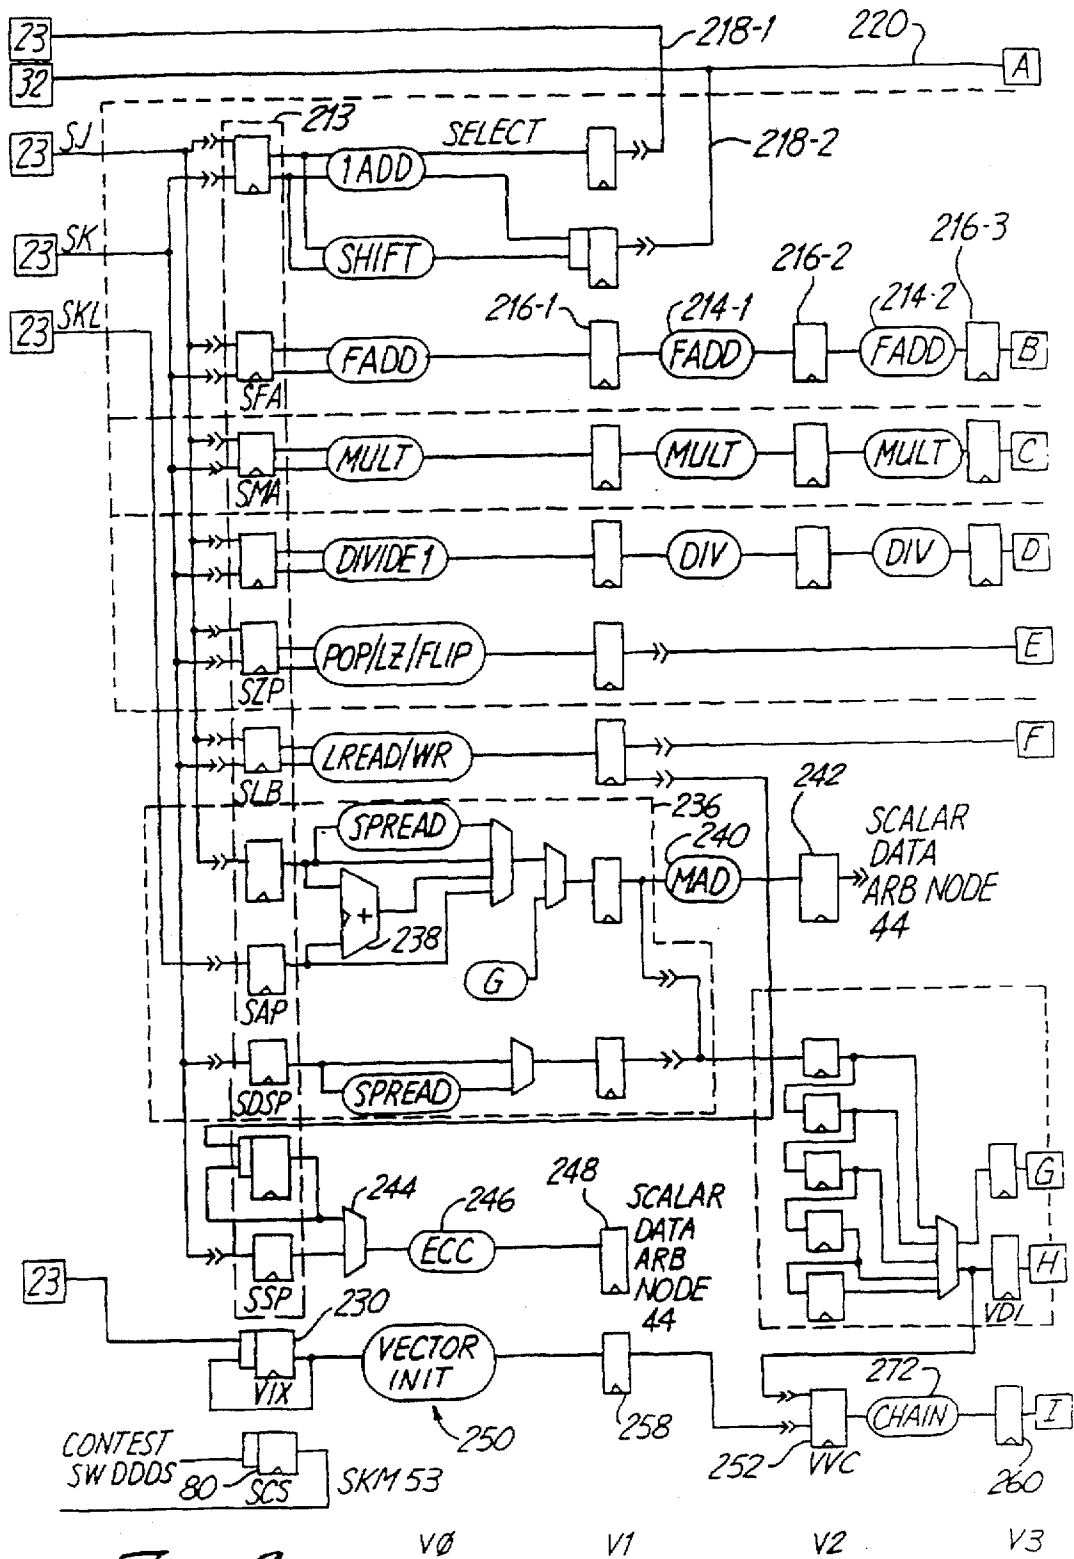 23
218-1
220
32
A
213
SJ
23
SELECT
1ADD
218-2
SK
23
SHIFT
216-3
216-2
SKL
23
216-1
214-1
214-2
FADD
FADD
FADD
B
SFA
MULT
MULT
MULT
C
SMA
DIVIDE1
DIV
DIV
D
POP/LZ/FLIP
E
SZP
LREAD/WR
F
SLB
236
242
SPREAD
240
SCALAR
DATA
ARB NODE
44
MAD
+
238
G
SAP
SPREAD
SDSP
244
246
248
SCALAR
DATA
ARB
NODE
44
G
ECC
H
SSP
VDI
23
230
VECTOR
INIT
VIX
272
CHAIN
I
250
258
252
VVC
260
CONTEST
SW DDDS
80
SCS
SKM 53
VØ
V1
V2
V3